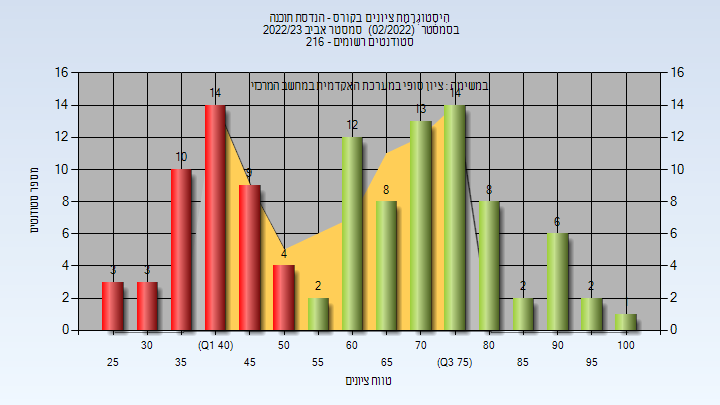 היסטוגרמת ציונים בקורס - הנדסת תוכנה
בסמסטר (02/2022) סמסטר אביב 2022/23
סטודנטים רשומים - 216
במשימה : ציון סופי במערכת האקדמית במחשב המרכזי
מספר סטודנטים
16 16
14 14
12 12
10 10
8 8
6 6
4 4
2 2
0 0
3 3 10 14 9 4 2 12 8 13 14 8 2 6 2
30 (Q1 40) 50 60 70 80 90 100
25 35 45 55 65 (Q3 75) 85 95
טווח ציונים